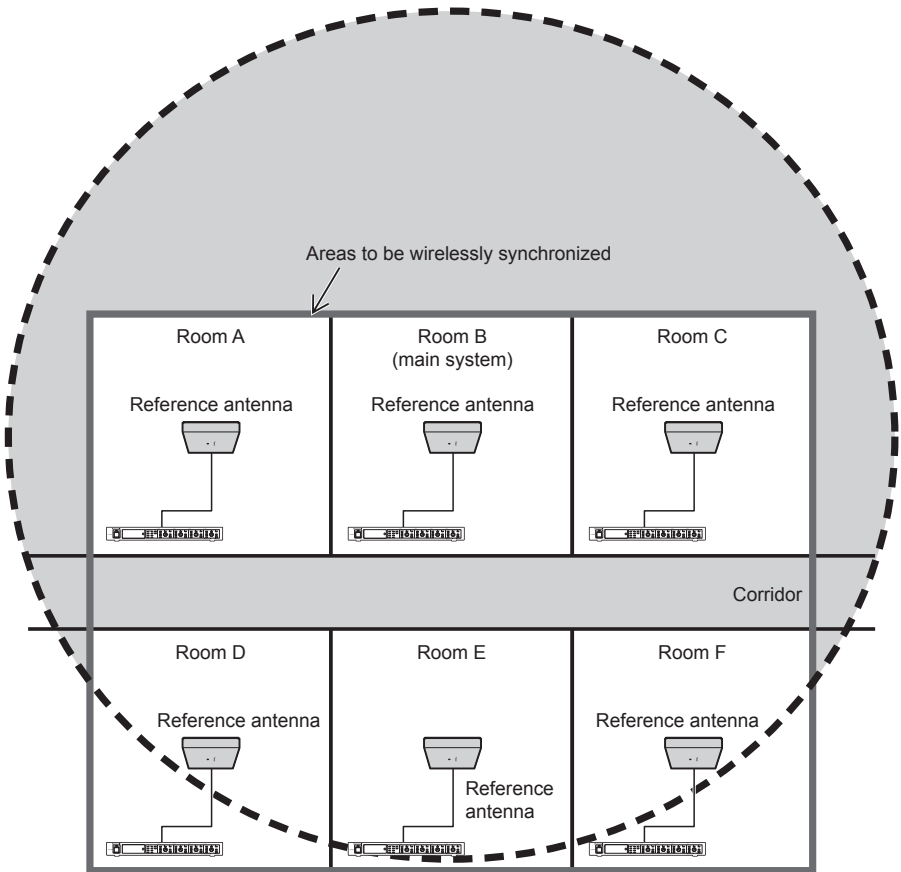 Areas to be wirelessly synchronized
Room A
Room B
(main system)
Room C
Reference antenna
Reference antenna
Reference antenna
Corridor
Room D
Room E
Room F
Reference antenna
Reference antenna
Reference
antenna